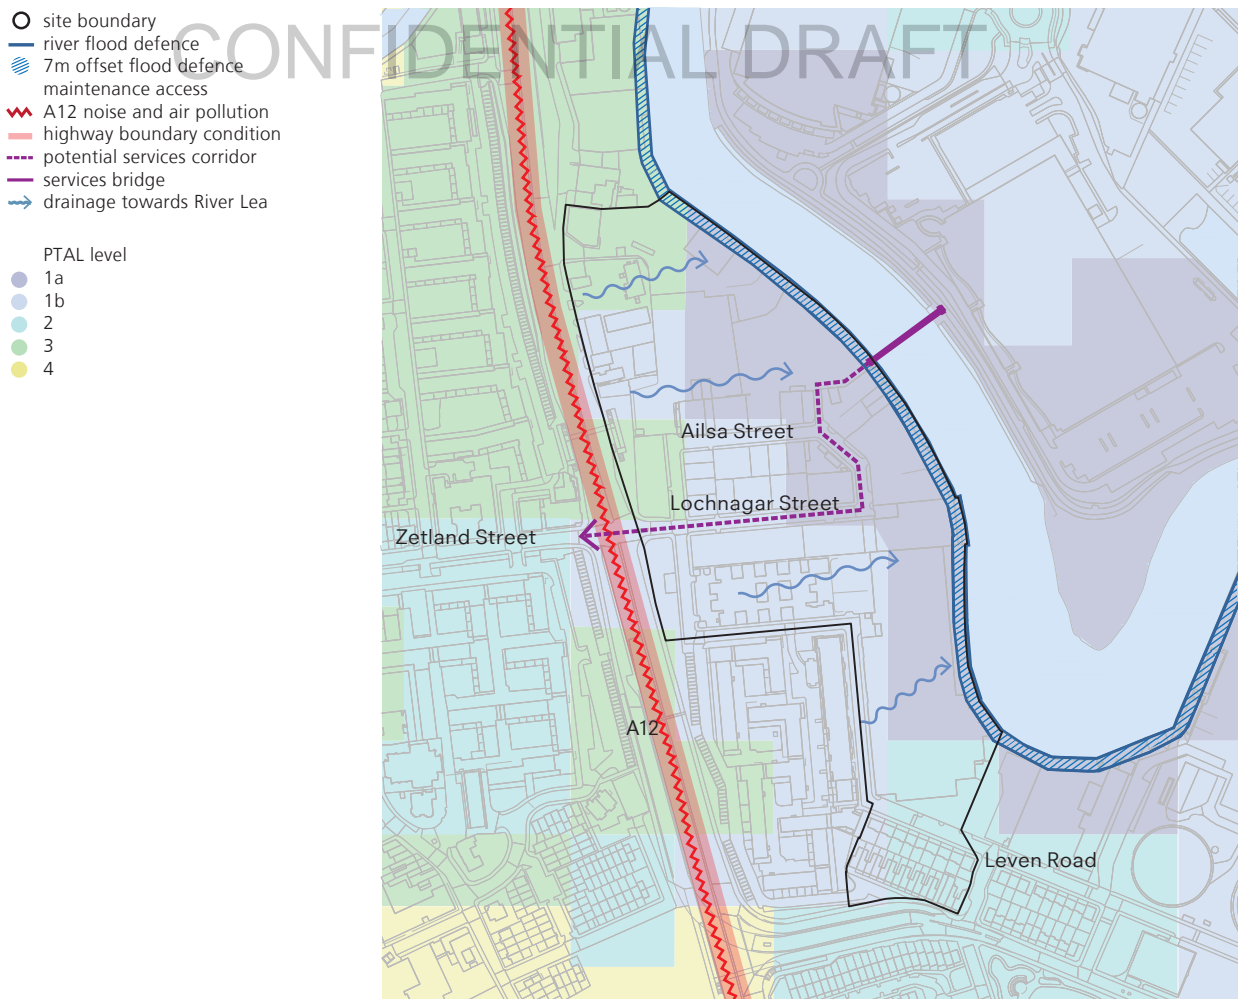 CONFIDENTIAL DRAFT
site boundary
river flood defence
7m offset flood defence
maintenance access
A12 noise and air pollution
highway boundary condition
potential services corridor
services bridge
drainage towards River Lea
PTAL level
1a
1b
2
3
4
Ailsa Street
Lochnagar Street
Zetland Street
A12
Leven Road